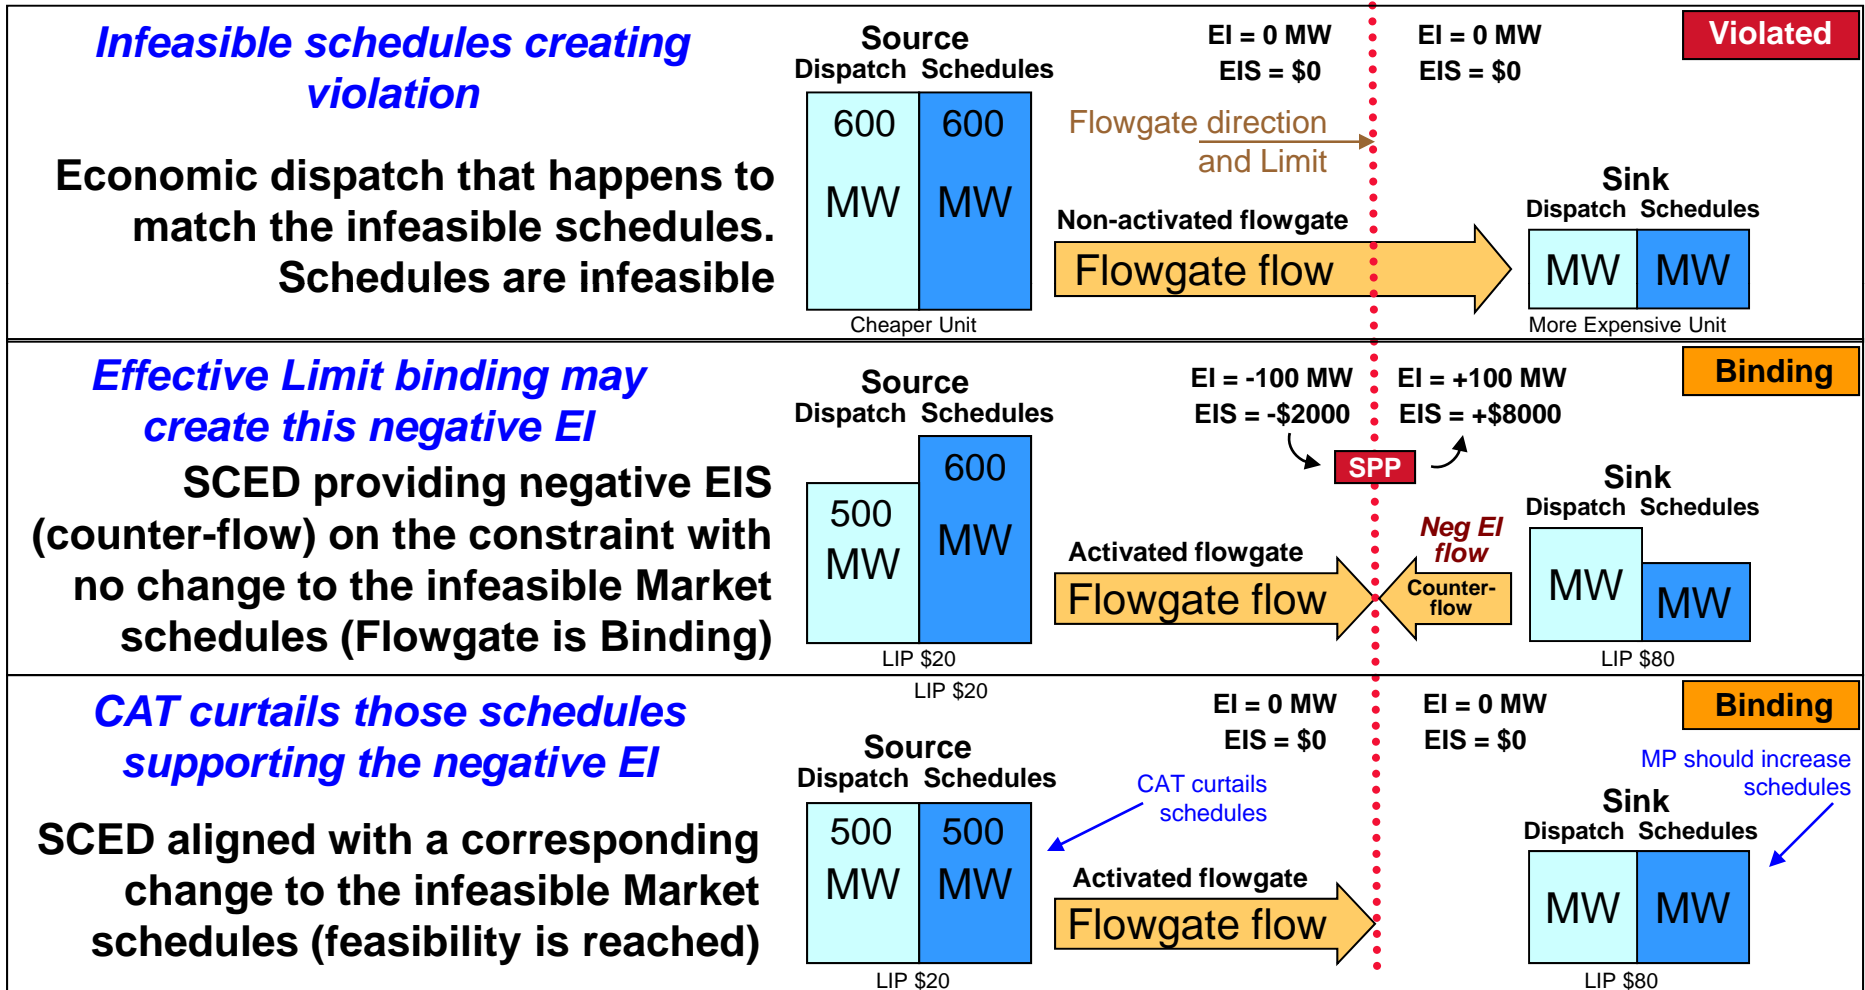 Infeasible schedules creating
violation
Economic dispatch that happens to
match the infeasible schedules.
Schedules are infeasible
Source
Dispatch Schedules
600 600
MW MW
Cheaper Unit
EI = 0 MW
EIS = $0
EI = 0 MW
EIS = $0
Violated
Flowgate direction
and Limit
Non-activated flowgate
Flowgate flow
Sink
Dispatch Schedules
MW MW
More Expensive Unit
Effective Limit binding may
create this negative EI
SCED providing negative EIS
(counter-flow) on the constraint with
no change to the infeasible Market
schedules (Flowgate is Binding)
Source
Dispatch Schedules
500
MW
600
MW
LIP $20
EI = -100 MW
EIS = -$2000
EI = +100 MW
EIS = +$8000
Binding
SPP
Activated flowgate
Flowgate flow
Neg EI
flow
Counter-
flow
Sink
Dispatch Schedules
MW MW
LIP $80
CAT curtails those schedules
supporting the negative EI
SCED aligned with a corresponding
change to the infeasible Market
schedules (feasibility is reached)
LIP $20
Source
Dispatch Schedules
500 500
MW MW
LIP $20
EI = 0 MW
EIS = $0
EI = 0 MW
EIS = $0
Binding
CAT curtails
schedules
MP should increase
schedules
Activated flowgate
Flowgate flow
Sink
Dispatch Schedules
MW MW
LIP $80